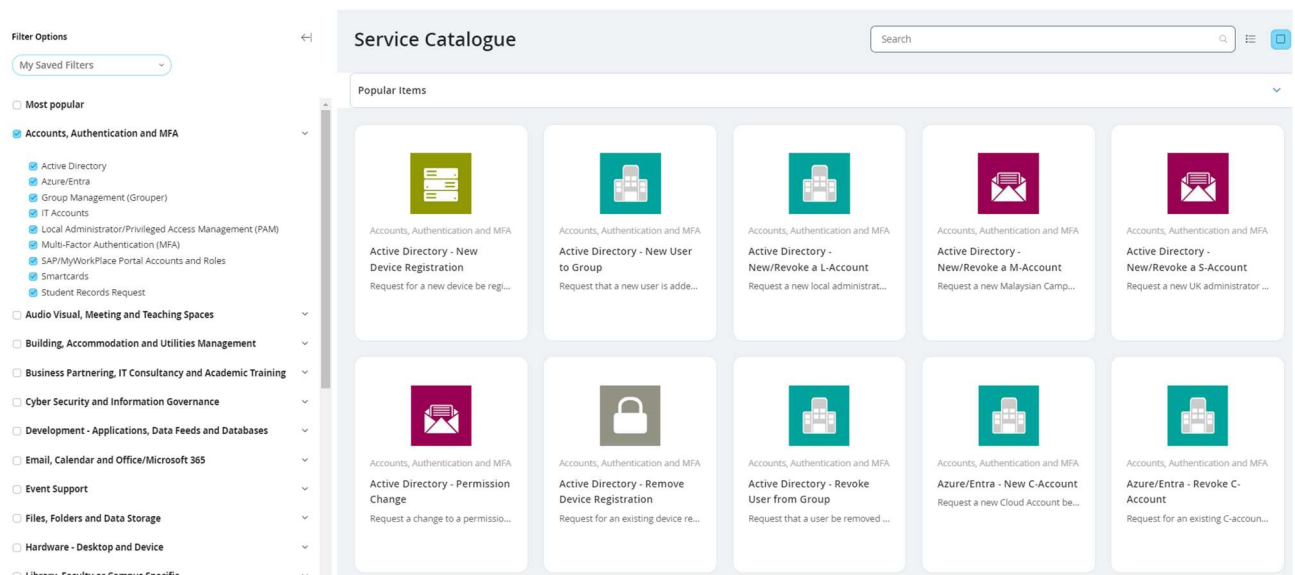 Filter Options
My Saved Filters
Most popular
Accounts, Authentication and MFA
Active Directory
Azure/Entra
Group Management (Grouper)
IT Accounts
Local Administrator/Privileged Access Management (PAM)
Multi-Factor Authentication (MFA)
SAP/MyWorkPlace Portal Accounts and Roles
Smartcards
Student Records Request
Audio Visual, Meeting and Teaching Spaces
Building, Accommodation and Utilities Management
Business Partnering, IT Consultancy and Academic Training
Cyber Security and Information Governance
Development - Applications, Data Feeds and Databases
Email, Calendar and Office/Microsoft 365
Event Support
Files, Folders and Data Storage
Hardware - Desktop and Device
Library, Faculty or Campus Specific
Service Catalogue
Search
Popular Items
Accounts, Authentication and MFA
Active Directory - New
Device Registration
Request for a new device be regi...
Accounts, Authentication and MFA
Active Directory - New User
to Group
Request that a new user is adde...
Accounts, Authentication and MFA
Active Directory -
New/Revoke a L-Account
Request a new local administrat...
Accounts, Authentication and MFA
Active Directory -
New/Revoke a M-Account
Request a new Malaysian Camp...
Accounts, Authentication and MFA
Active Directory -
New/Revoke a S-Account
Request a new UK administrator ...
Accounts, Authentication and MFA
Active Directory - Permission
Change
Request a change to a permissio...
Accounts, Authentication and MFA
Active Directory - Remove
Device Registration
Request for an existing device re...
Accounts, Authentication and MFA
Active Directory - Revoke
User from Group
Request that a user be removed ...
Accounts, Authentication and MFA
Azure/Entra - New C-Account
Request a new Cloud Account be...
Accounts, Authentication and MFA
Azure/Entra - Revoke C-
Account
Request for an existing C-accoun...